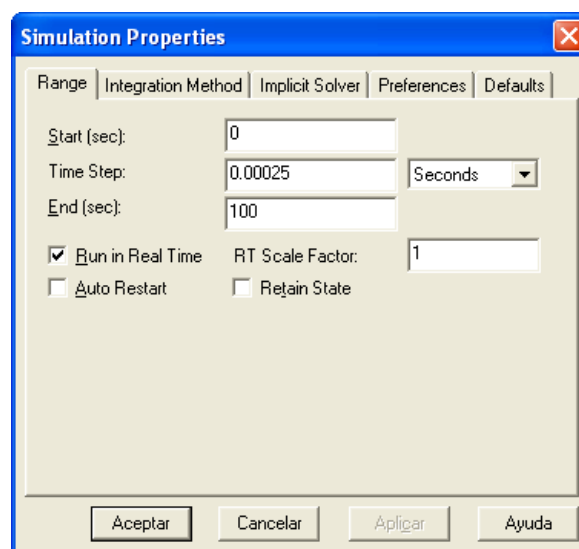 Simulation Properties
Range Integration Method Implicit Solver Preferences Defaults
Start (sec): 0
Time Step: 0.00025 Seconds
End (sec): 100
Run in Real Time RT Scale Factor: 1
Auto Restart Retain State
Aceptar Cancelar Aplicar Ayuda